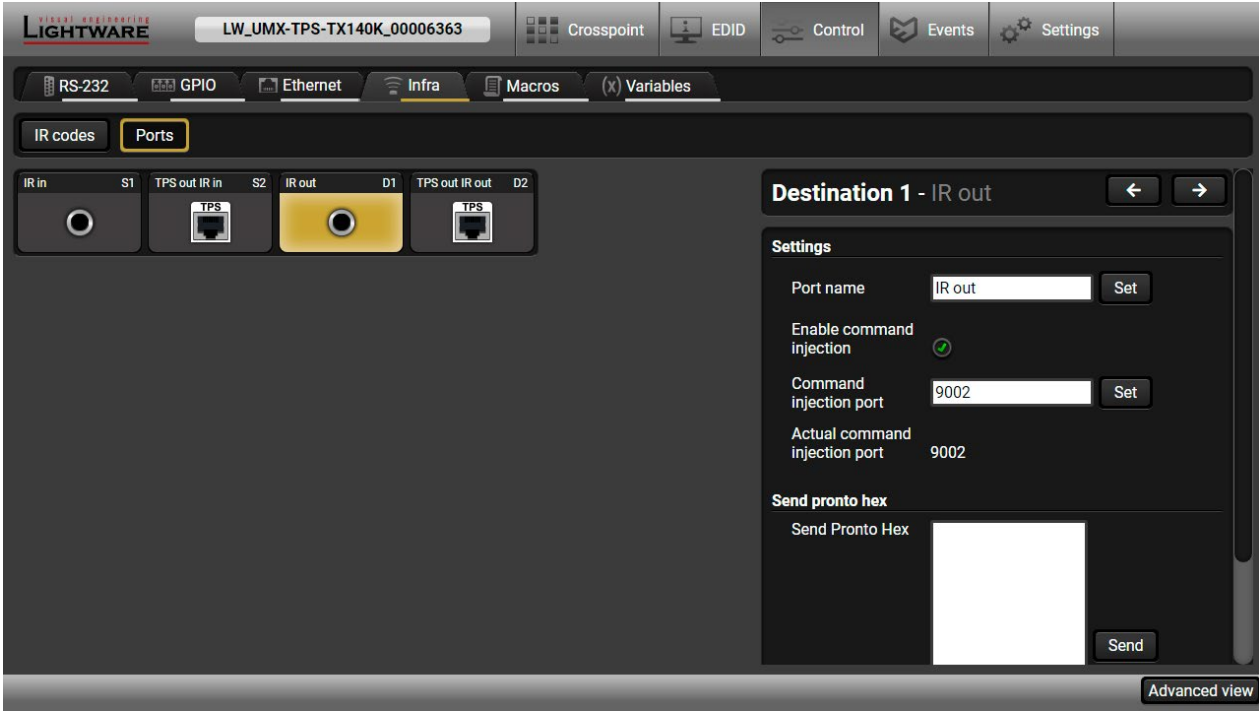 visual engineering
LIGHTWARE
LW_UMX-TPS-TX140K_00006363
Crosspoint
EDID
Control
Events
Settings
RS-232
GPIO
Ethernet
Infra
Macros
(x) Variables
IR codes
Ports
IR in S1
TPS out IR in S2
TPS
IR out D1
TPS out IR out D2
TPS
Destination 1 - IR out
Settings
Port name
IR out
Set
Enable command
injection
Command
injection port
9002
Set
Actual command
injection port
9002
Send pronto hex
Send Pronto Hex
Send
Advanced view